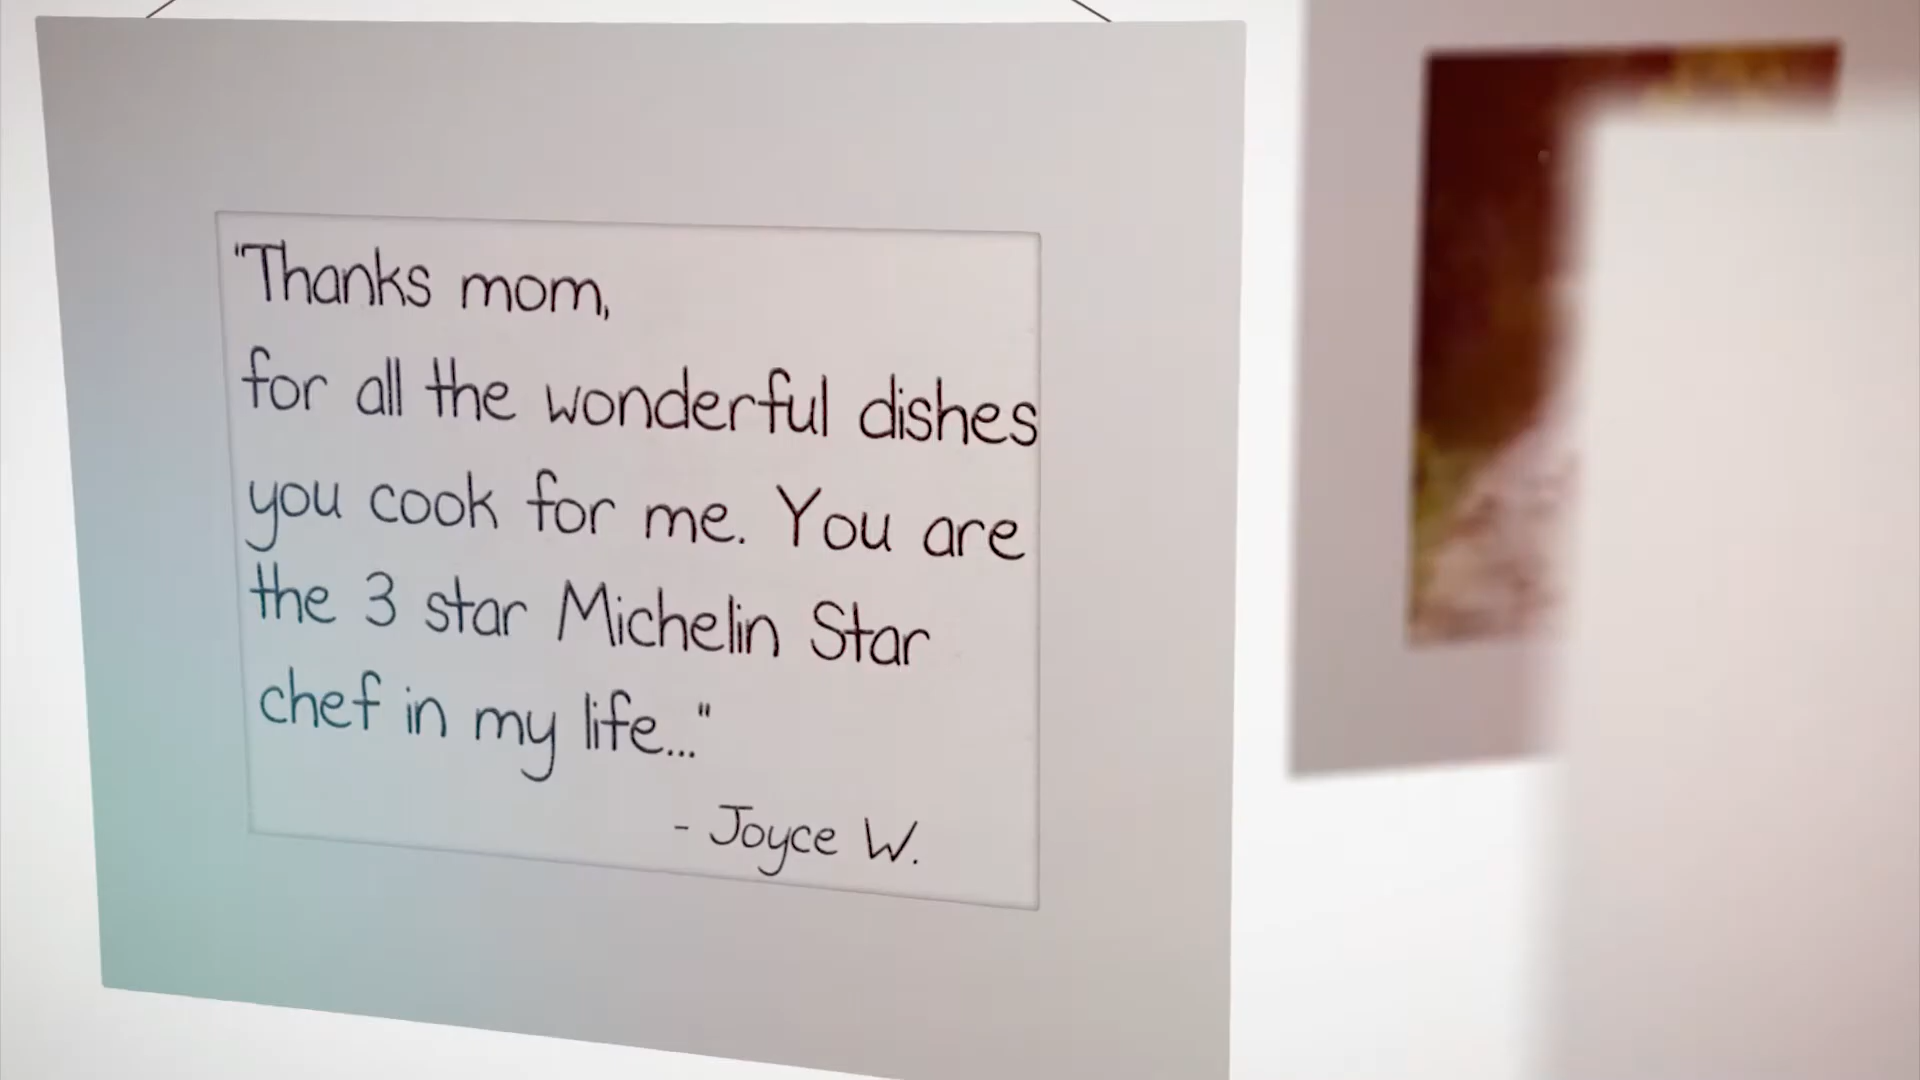 "Thanks mom,
for all the wonderful dishes
you cook for me. You are
the 3 star Michelin Star
chef in my life..."
- Joyce W.